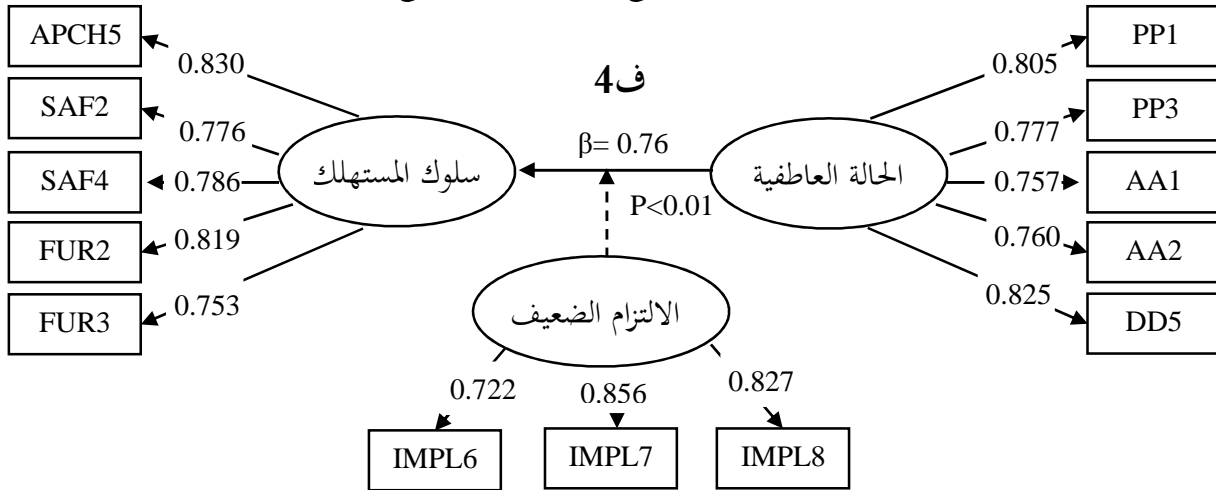 APCH5
PP1
0.830
0.805
ف4
SAF2
PP3
0.776
0.777
β= 0.76
سلوك المستهلك
الحالة العاطفية
SAF4
0.786
0.757
AA1
P<0.01
FUR2
0.819
0.760
AA2
0.753
0.825
FUR3
DD5
الالتزام الضعيف
0.722
0.856
0.827
IMPL6
IMPL7
IMPL8